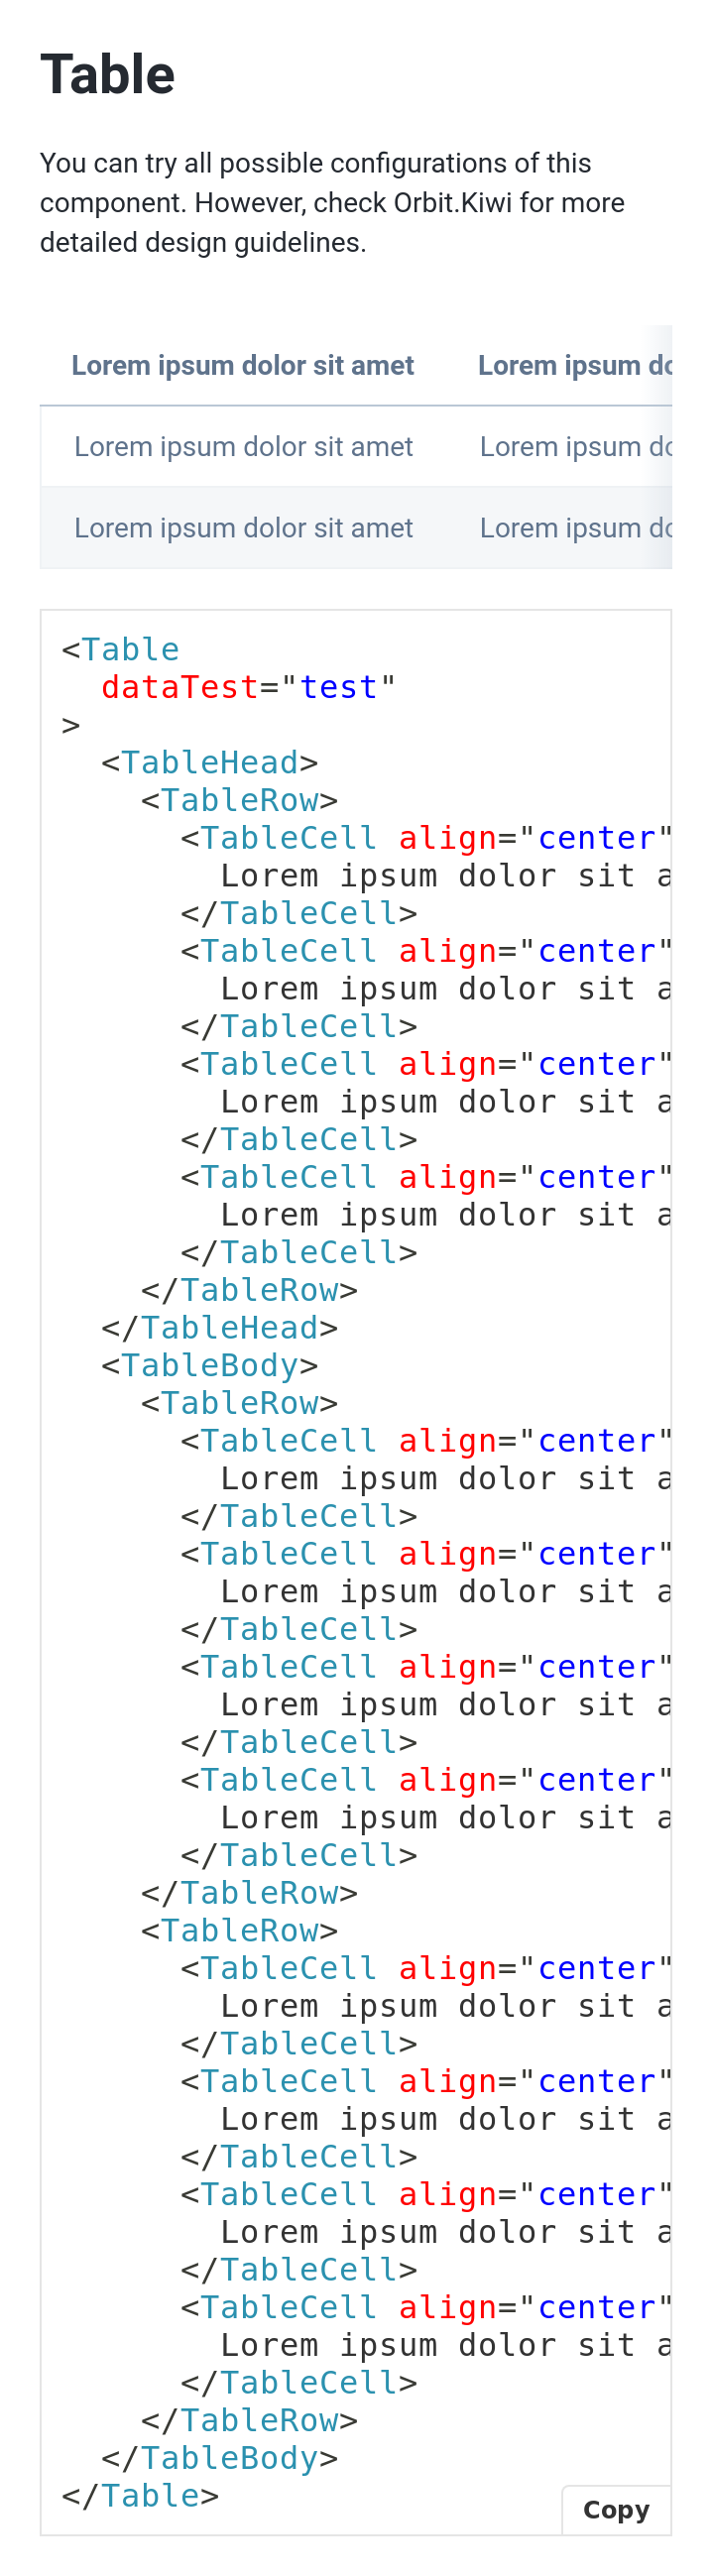 Table
You can try all possible configurations of this
component. However, check Orbit.Kiwi for more
detailed design guidelines.
Lorem ipsum dolor sit amet Lorem ipsum
Lorem ipsum dolor sit amet Lorem ipsum
Lorem ipsum dolor sit amet Lorem ipsum
<Table
  dataTest="test"
>
  <TableHead>
    <TableRow>
      <TableCell align="center"
        Lorem ipsum dolor sit a
      </TableCell>
      <TableCell align="center"
        Lorem ipsum dolor sit a
      </TableCell>
      <TableCell align="center"
        Lorem ipsum dolor sit a
      </TableCell>
      <TableCell align="center"
        Lorem ipsum dolor sit a
      </TableCell>
    </TableRow>
  </TableHead>
  <TableBody>
    <TableRow>
      <TableCell align="center"
        Lorem ipsum dolor sit a
      </TableCell>
      <TableCell align="center"
        Lorem ipsum dolor sit a
      </TableCell>
      <TableCell align="center"
        Lorem ipsum dolor sit a
      </TableCell>
      <TableCell align="center"
        Lorem ipsum dolor sit a
      </TableCell>
    </TableRow>
    <TableRow>
      <TableCell align="center"
        Lorem ipsum dolor sit a
      </TableCell>
      <TableCell align="center"
        Lorem ipsum dolor sit a
      </TableCell>
      <TableCell align="center"
        Lorem ipsum dolor sit a
      </TableCell>
      <TableCell align="center"
        Lorem ipsum dolor sit a
      </TableCell>
    </TableRow>
  </TableBody>
</Table>
Copy